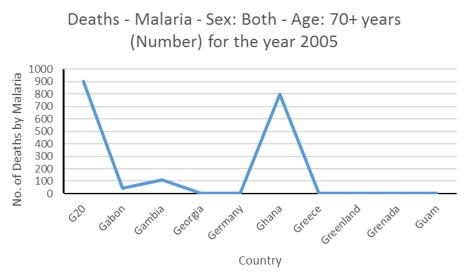 Deaths - Malaria - Sex: Both - Age: 70+ years
(Number) for the year 2005
No. of Deaths by Malaria
1000
900
800
700
600
500
400
300
200
100
0
G20
Gabon
Gambia
Georgia
Germany
Ghana
Greece
Greenland
Grenada
Guam
Country